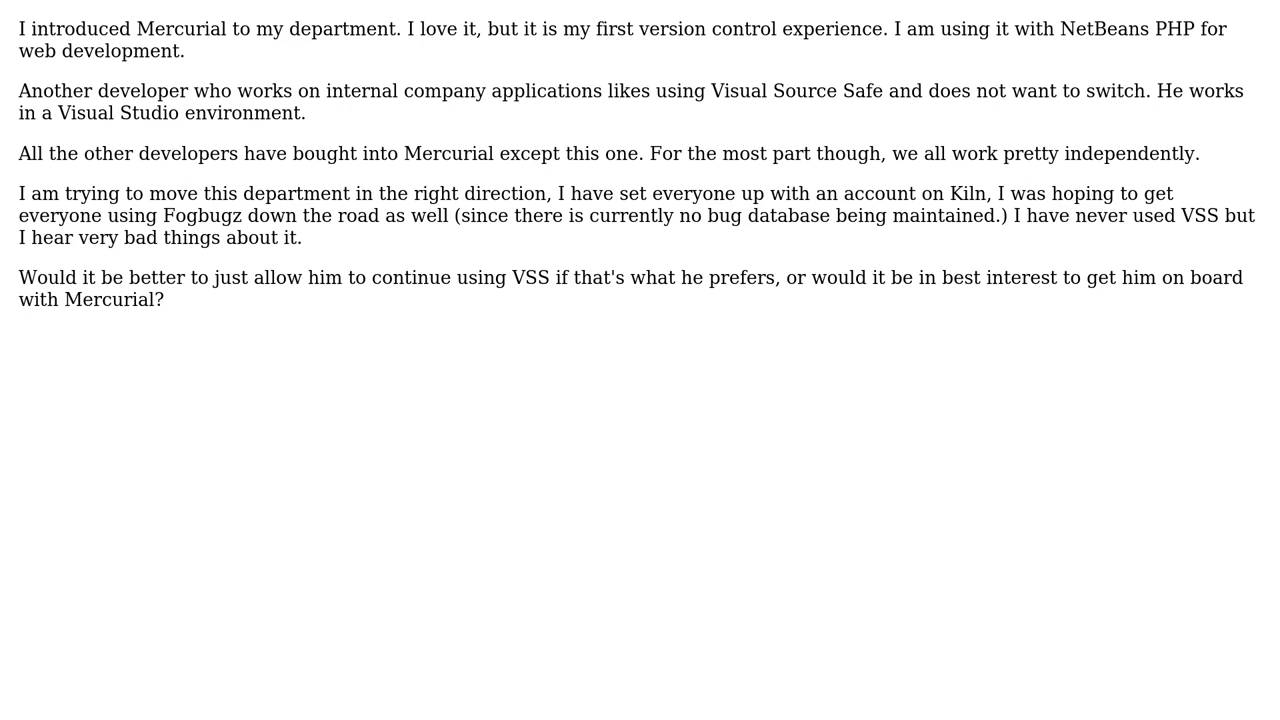 I introduced Mercurial to my department. I love it, but it is my first version control experience. I am using it with NetBeans PHP for
web development.
Another developer who works on internal company applications likes using Visual Source Safe and does not want to switch. He works
in a Visual Studio environment.
All the other developers have bought into Mercurial except this one. For the most part though, we all work pretty independently.
I am trying to move this department in the right direction, I have set everyone up with an account on Kiln, I was hoping to get
everyone using Fogbugz down the road as well (since there is currently no bug database being maintained.) I have never used VSS but
I hear very bad things about it.
Would it be better to just allow him to continue using VSS if that's what he prefers, or would it be in best interest to get him on board
with Mercurial?